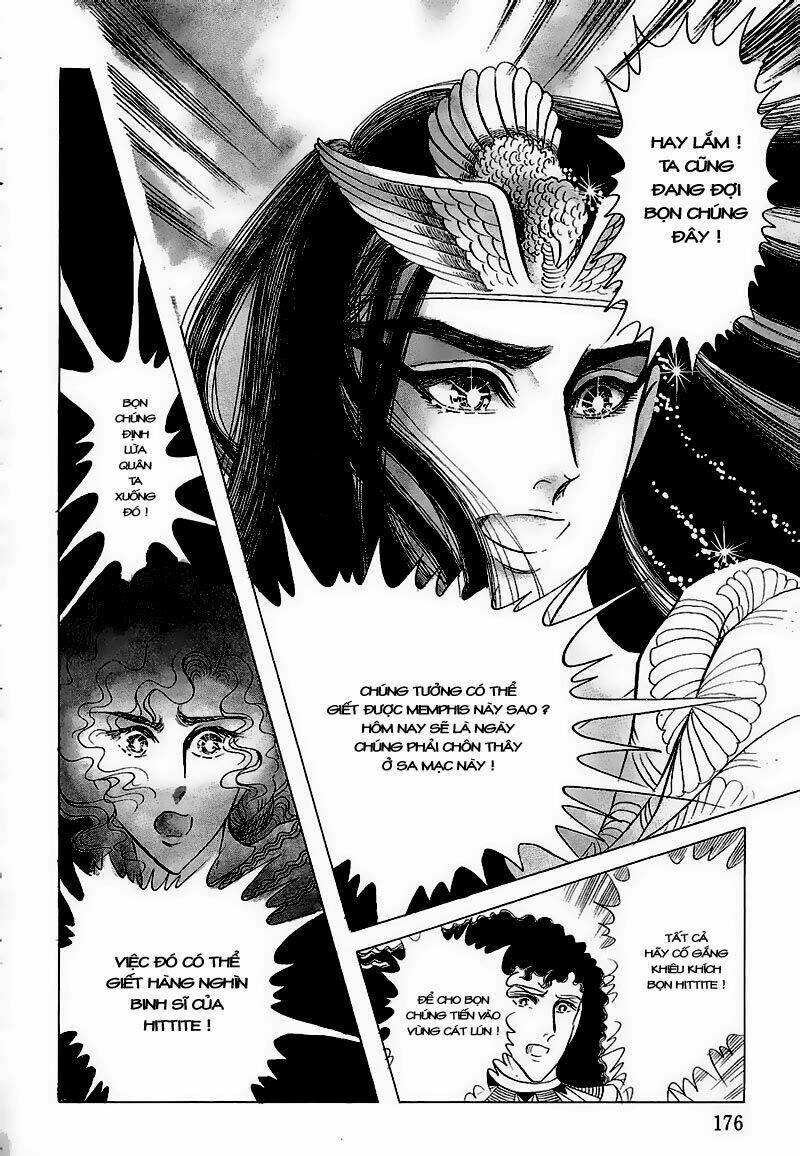 HAY LẮM !
TA CŨNG
ĐANG ĐỢI
BỌN CHÚNG
ĐÂY !
CHÚNG TƯỞNG CÓ THỂ
GIẾT ĐƯỢC MEMPHIS NÀY SAO ?
HÔM NAY SẼ LÀ NGÀY
CHÚNG PHẢI CHÔN THÂY
Ở SA MẠC NÀY !
BỌN
CHÚNG
ĐỊNH
LỪA
QUÂN
TA
XUỐNG
ĐÓ !
VIỆC ĐÓ CÓ THỂ
GIẾT HÀNG NGHÌN
BINH SĨ CỦA
HITTITE !
TẤT CẢ
HÃY CỐ GẮNG
KHIÊU KHÍCH
BỌN HITTITE !
ĐỂ CHO BỌN
CHÚNG TIẾN VÀO
VŨNG CÁT LÚN !
176